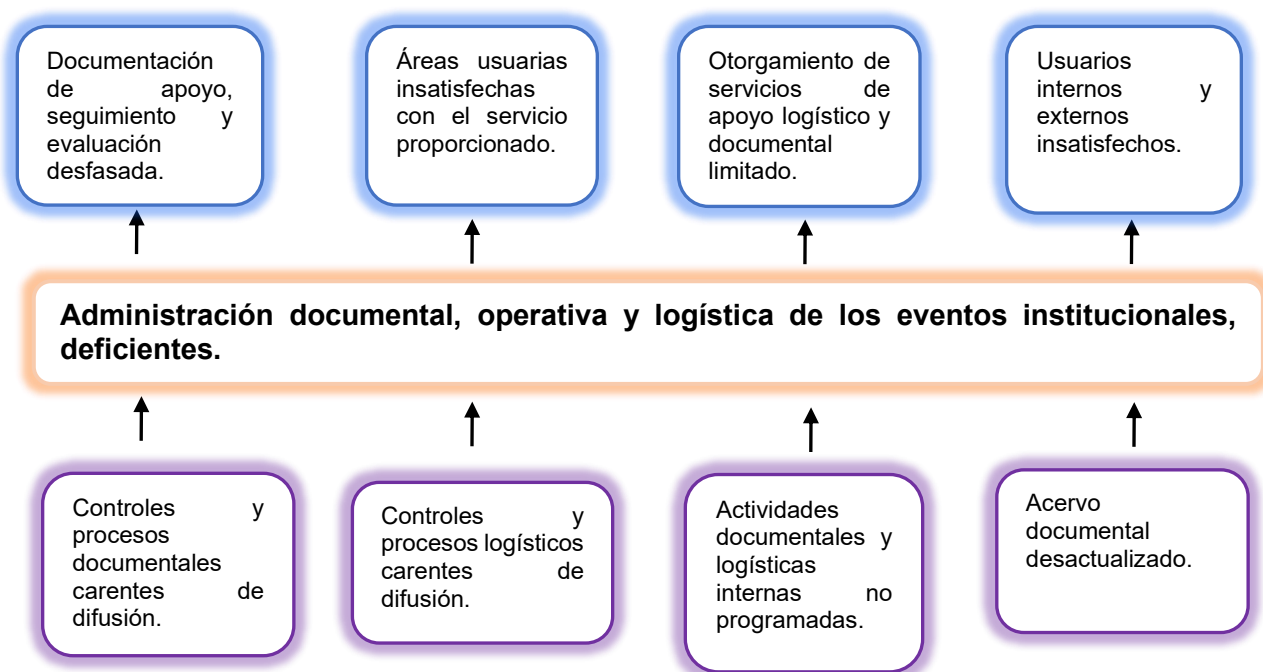 Documentación
de apoyo,
seguimiento y
evaluación
desfasada.
Áreas usuarias
insatisfechas
con el servicio
proporcionado.
Otorgamiento de
servicios de
apoyo logístico y
documental
limitado.
Usuarios
internos y
externos
insatisfechos.
Administración documental, operativa y logística de los eventos institucionales,
deficientes.
Controles y
procesos
documentales
carentes de
difusión.
Controles y
procesos logísticos
carentes de
difusión.
Actividades
documentales y
logísticas
internas no
programadas.
Acervo
documental
desactualizado.